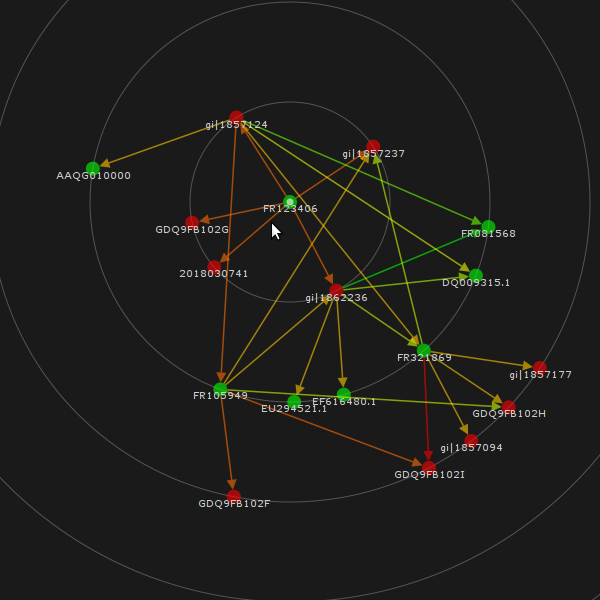 gi|1857124
gi|1857237
AAQG010000
FR123406
GDQ9FB102G
FR081568
2018030741
DQ009315.1
gi|1862236
FR321869
gi|1857177
FR105949
EU294521.1
EF616480.1
GDQ9FB102H
gi|1857094
GDQ9FB102I
GDQ9FB102F